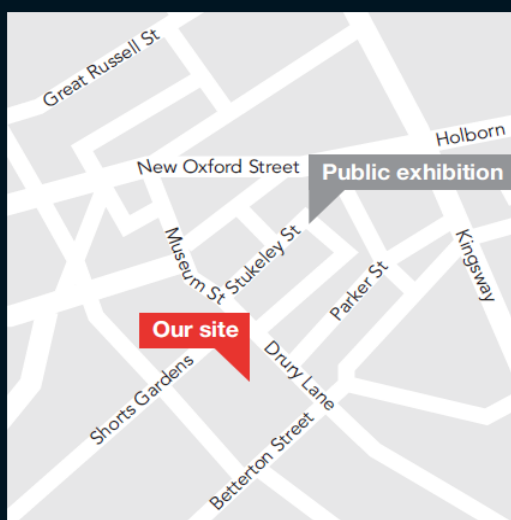 Great Russell St
Holborn
New Oxford Street
Public exhibition
Museum St
Stukeley St
Kingsway
Parker St
Our site
Drury Lane
Shorts Gardens
Betterton Street